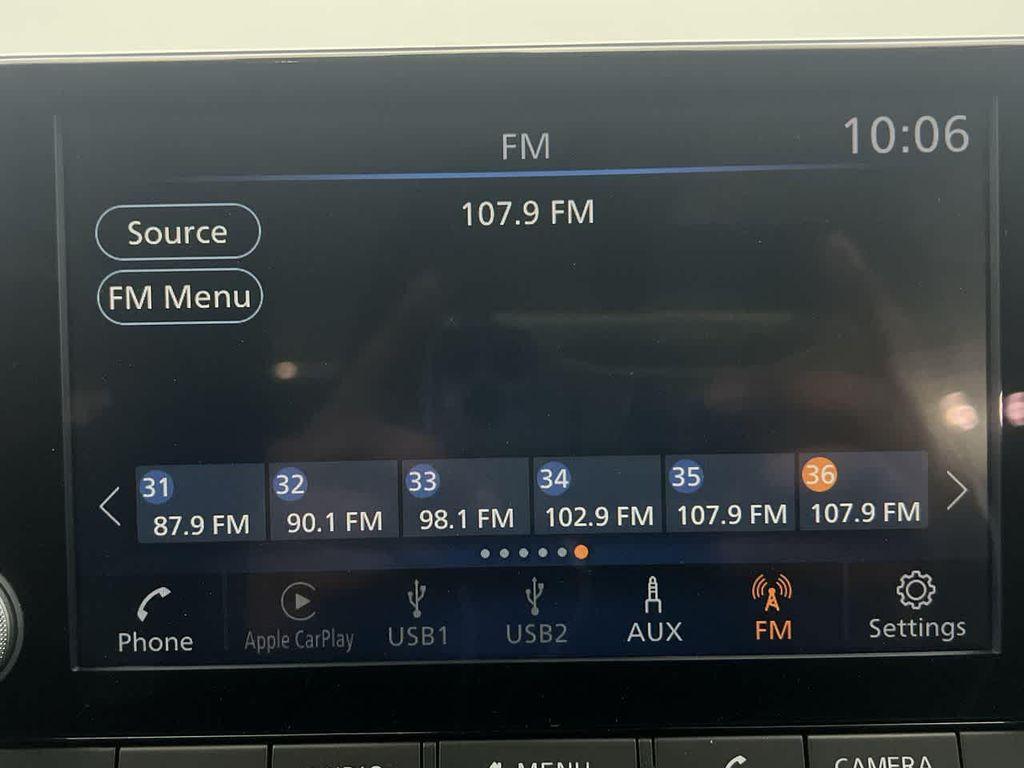 FM
10:06
107.9 FM
Source
FM Menu
31
32
33
34
35
36
87.9 FM
90.1 FM
98.1 FM
102.9 FM
107.9 FM
107.9 FM
Phone
Apple CarPlay
USB1
USB2
AUX
FM
Settings
MENU
CAMERA